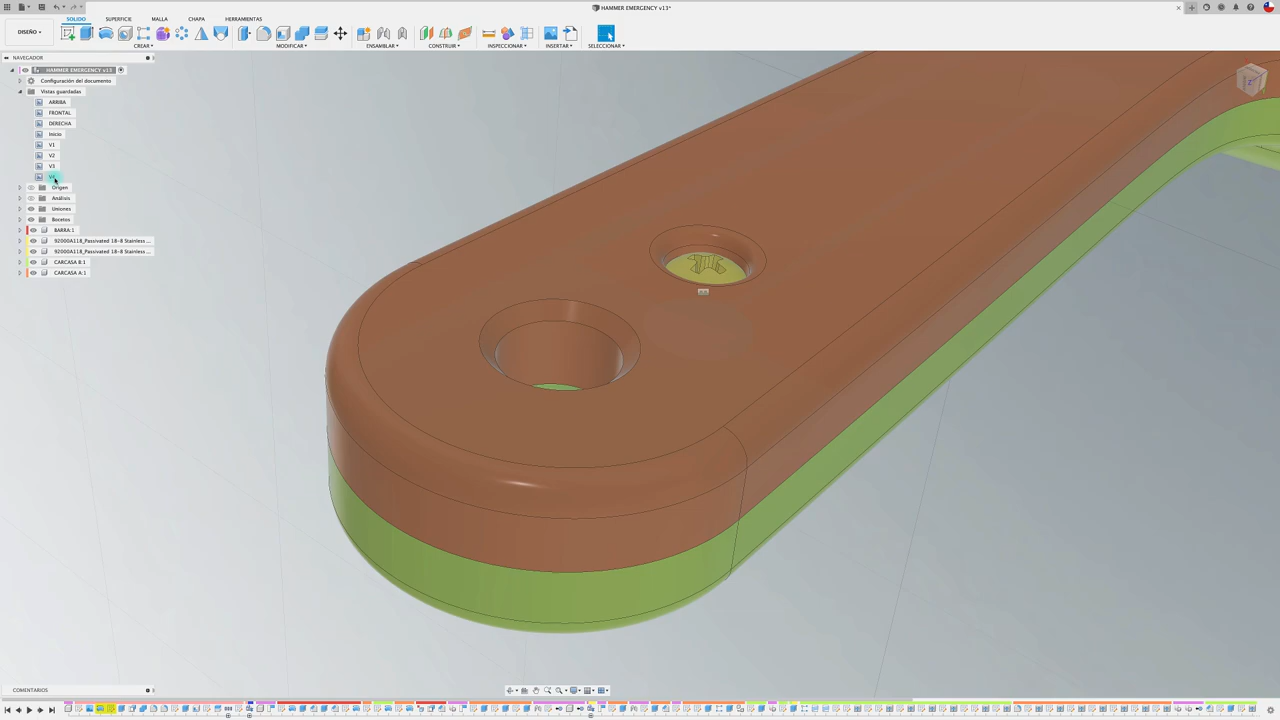 HAMMER EMERGENCY v13*
SOLIDO SUPERFICIE MALLA CHAPA HERRAMIENTAS
DISEÑO
CREAR MODIFICAR ENSAMBLAR CONSTRUIR INSPECCIONAR INSERTAR SELECCIONAR
NAVEGADOR
HAMMER EMERGENCY v13
Configuración del documento
Vistas guardadas
ARRIBA
FRONTAL
DERECHA
Inicio
V1
V2
V3
Origen
Análisis
Uniones
Bocetos
BARRA:1
92000A118_Passivated 18-8 Stainless ...
92000A118_Passivated 18-8 Stainless ...
CARCASA B:1
CARCASA A:1
COMENTARIOS